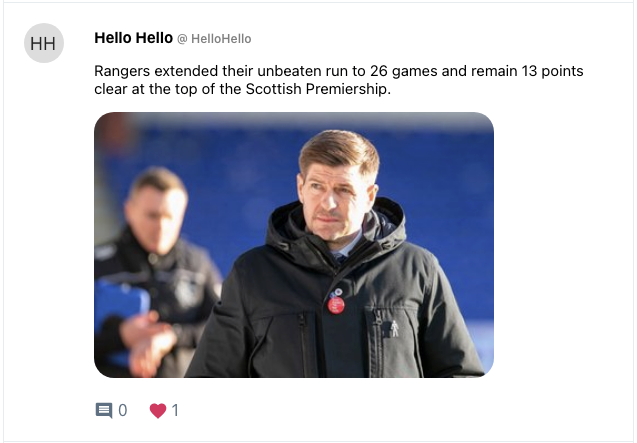 HH
Hello Hello @ HelloHello
Rangers extended their unbeaten run to 26 games and remain 13 points
clear at the top of the Scottish Premiership.
0 1